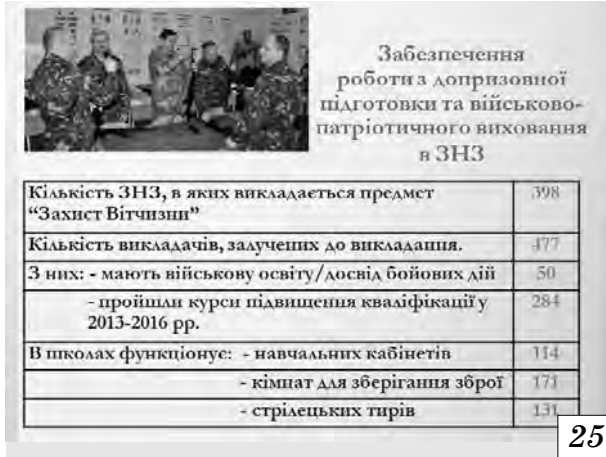 Забезпечення
роботи з допризовної
підготовки та військово-
патріотичного виховання
в ЗНЗ
Кількість ЗНЗ, в яких викладається предмет 398
“Захист Вітчизни”
Кількість викладачів, залучених до викладання. 477
З них: - мають військову освіту/досвід бойових дій 50
- пройшли курси підвищення кваліфікації у 284
2013-2016 рр.
В школах функціонує: - навчальних кабінетів 114
- кімнат для зберігання зброї 171
- стрілецьких тирів 131
25